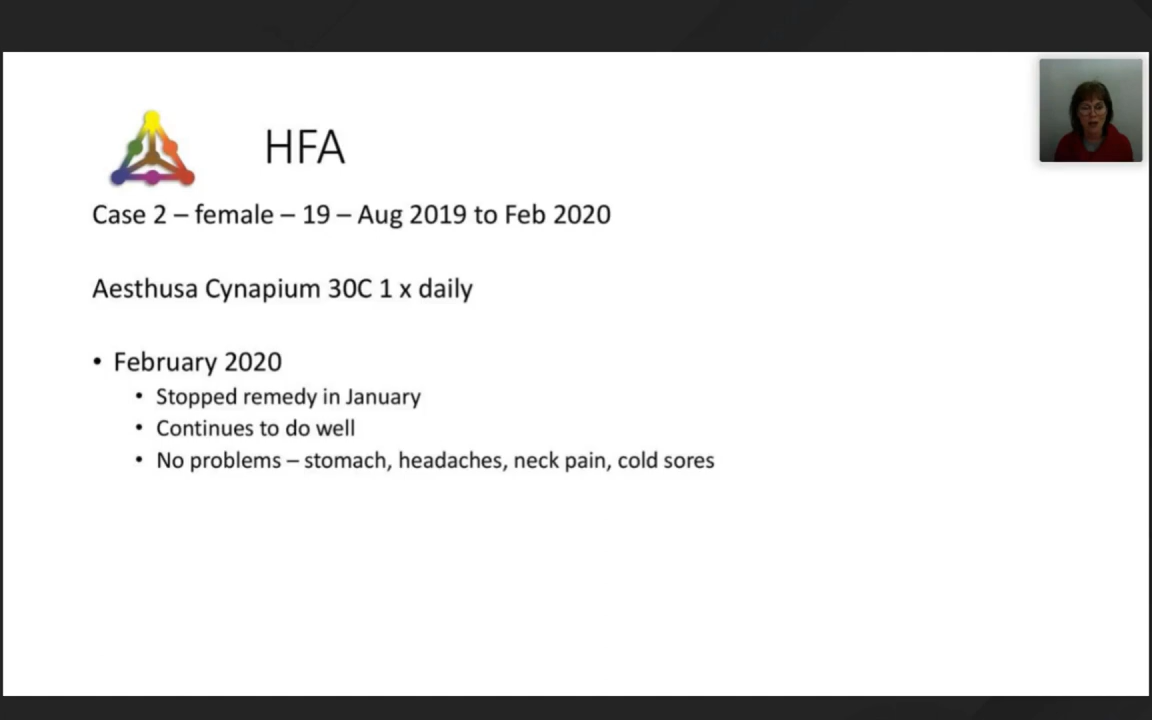 HFA
Case 2 – female – 19 – Aug 2019 to Feb 2020
Aesthusa Cynapium 30C 1 x daily
• February 2020
• Stopped remedy in January
• Continues to do well
• No problems – stomach, headaches, neck pain, cold sores